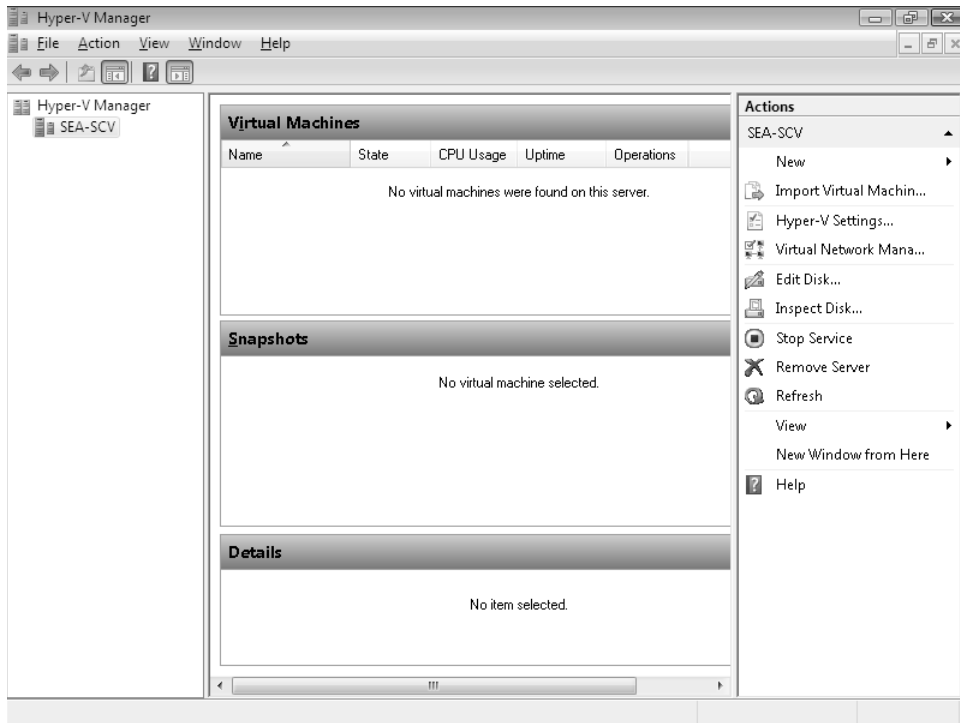 Hyper-V Manager
File Action View Window Help
Hyper-V Manager
SEA-SCV
Virtual Machines
Name State CPU Usage Uptime Operations
No virtual machines were found on this server.
Snapshots
No virtual machine selected.
Details
No item selected.
Actions
SEA-SCV
New
Import Virtual Machin...
Hyper-V Settings...
Virtual Network Mana...
Edit Disk...
Inspect Disk...
Stop Service
Remove Server
Refresh
View
New Window from Here
Help